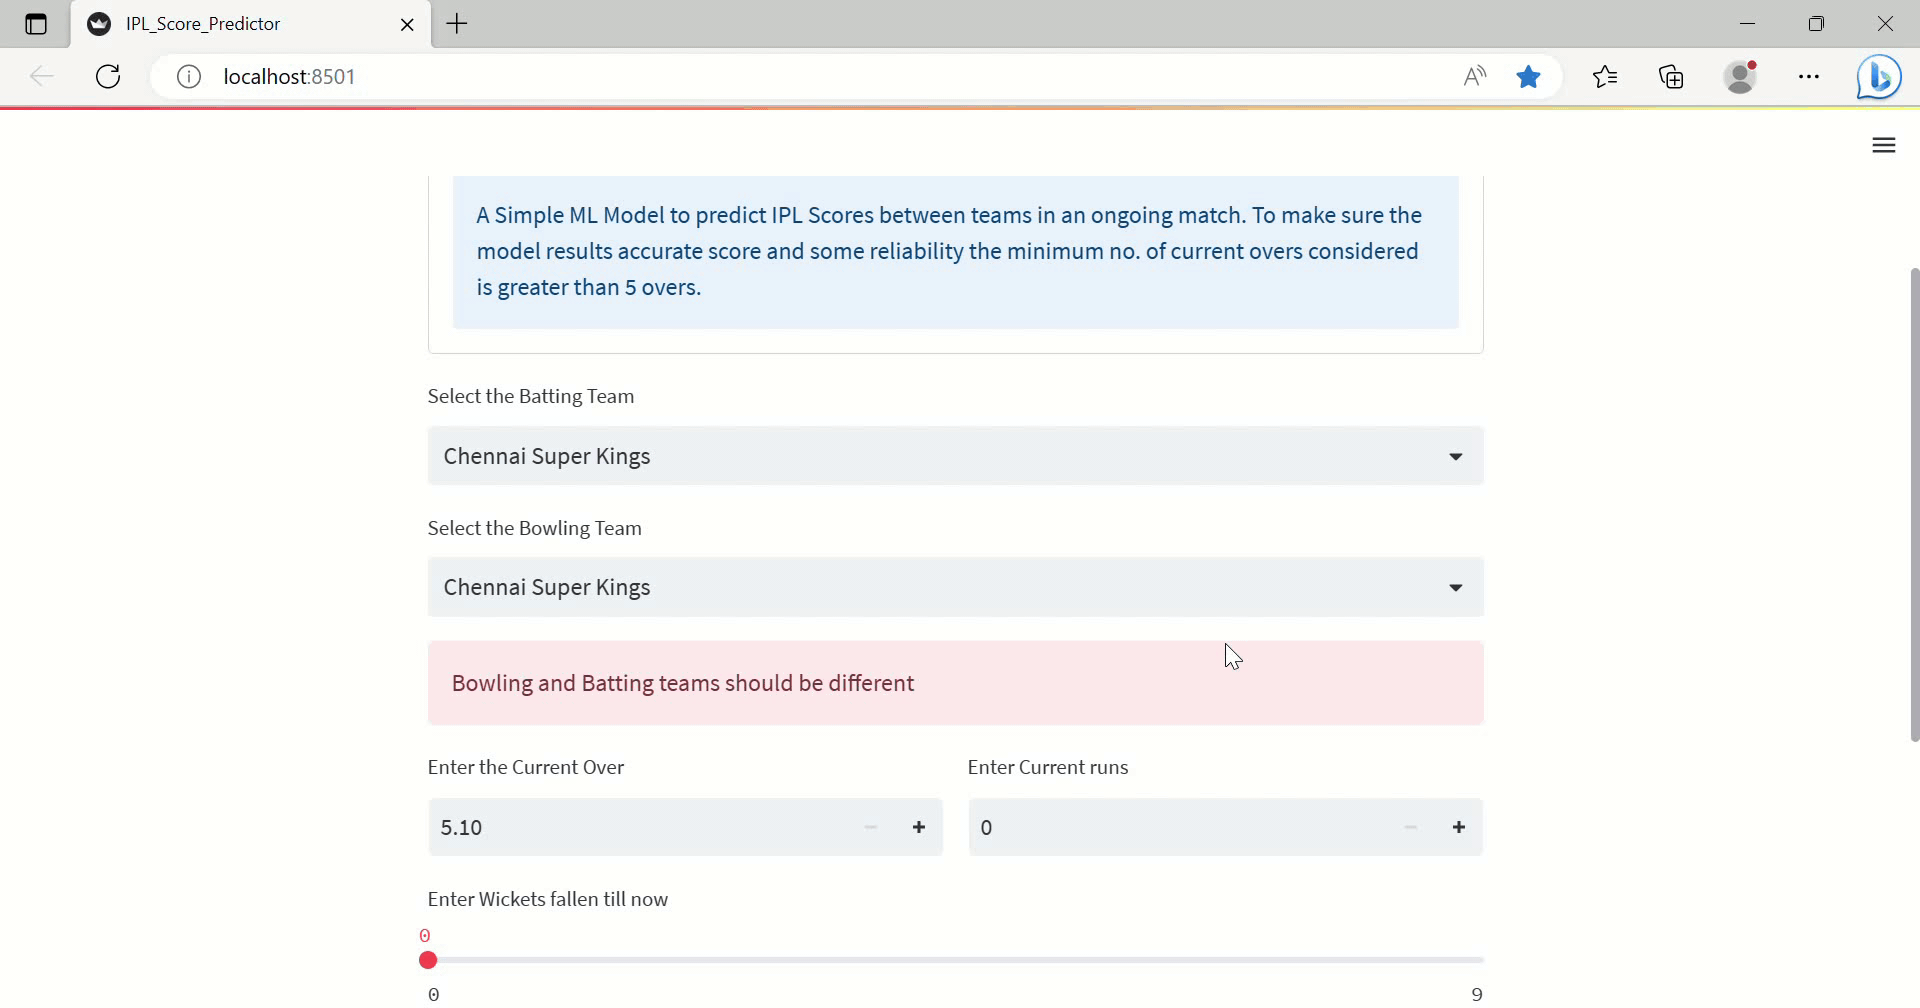 IPL_Score_Predictor
localhost:8501
A Simple ML Model to predict IPL Scores between teams in an ongoing match. To make sure the
model results accurate score and some reliability the minimum no. of current overs considered
is greater than 5 overs.
Select the Batting Team
Chennai Super Kings
Select the Bowling Team
Chennai Super Kings
Bowling and Batting teams should be different
Enter the Current Over Enter Current runs
5.10 0
Enter Wickets fallen till now
0
0 9